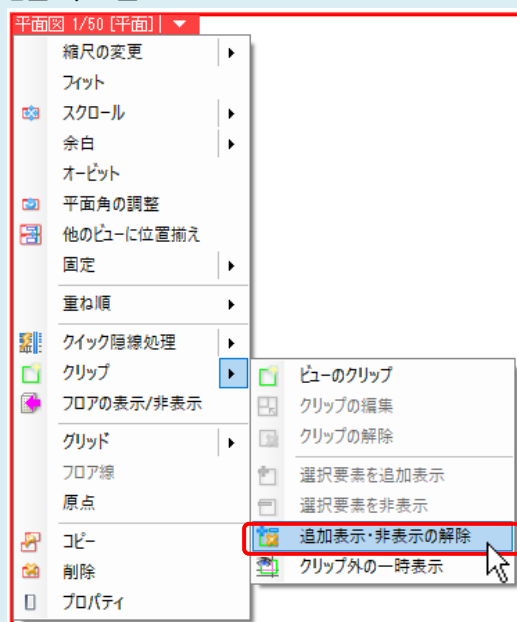 平面図 1/50 [平面] ▼
縮尺の変更
フィット
スクロール
余白
オービット
平面角の調整
他のビューに位置揃え
固定
重ね順
クイック隠線処理
クリップ
フロアの表示/非表示
グリッド
フロア線
原点
コピー
削除
プロパティ
ビューのクリップ
クリップの編集
クリップの解除
選択要素を追加表示
選択要素を非表示
追加表示・非表示の解除
クリップ外の一時表示